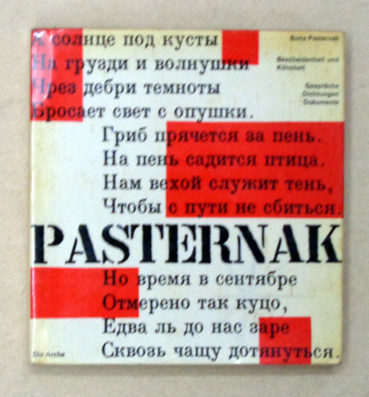 А солнце под кусты
На грузди и волнушки
Чрез дебри темноты
Бросает свет с опушки.
Гриб прячется за пень.
На пень садится птица.
Нам вехой служит тень,
Чтобы с пути не сбиться.
PASTERNAK
Но время в сентябре
Отмерено так куцо,
Едва ль до нас заре
Сквозь чащу дотянуться.
Boris Pasternak
Bescheidenheit und
Kühnheit
Gespräche
Dichtungen
Dokumente
Die Arche